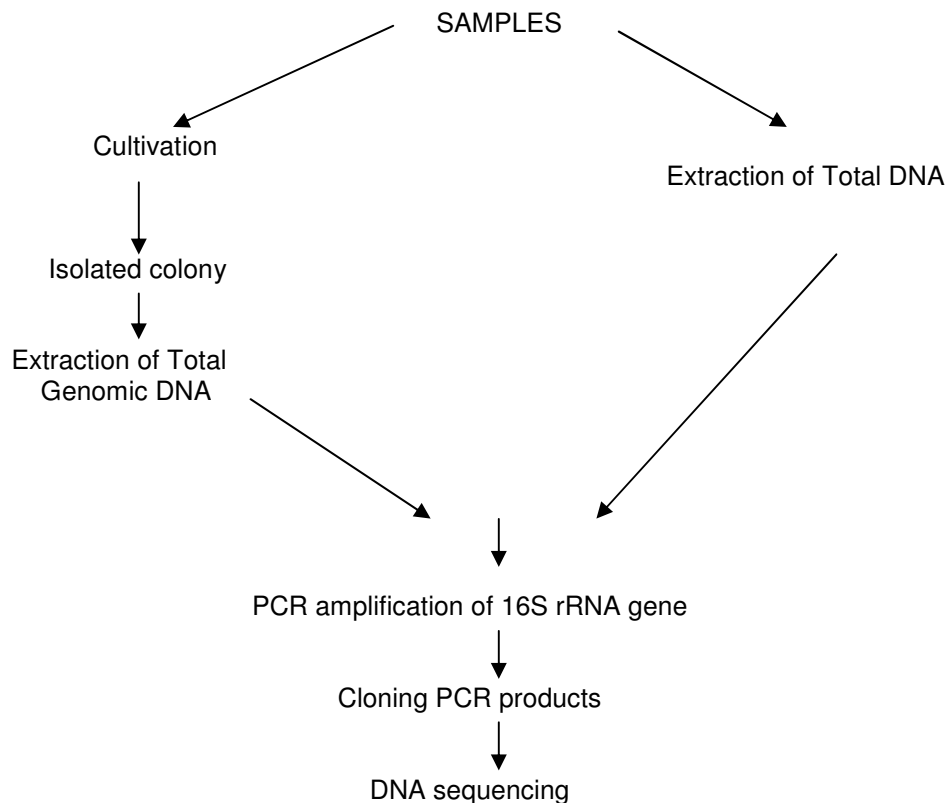 SAMPLES
Cultivation
Extraction of Total DNA
Isolated colony
Extraction of Total
Genomic DNA
PCR amplification of 16S rRNA gene
Cloning PCR products
DNA sequencing